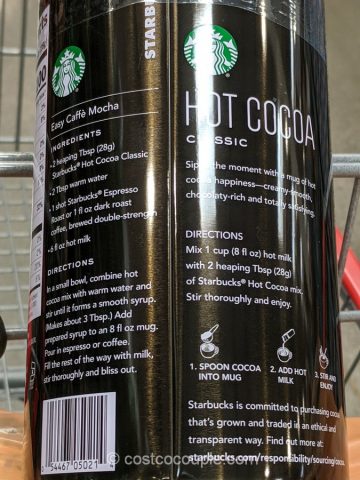 STARB
Easy Caffè Mocha
INGREDIENTS
2 heaping Tbsp (28g)
Starbucks® Hot Cocoa Classic
2 Tbsp warm water
1 shot Starbucks® Espresso
Roast or 1 fl oz dark roast
coffee, brewed double-strength
6 fl oz hot milk
DIRECTIONS
In a small bowl, combine hot
cocoa mix with warm water and
stir until it forms a smooth syrup.
(Makes about 3 Tbsp.) Add
prepared syrup to an 8 fl oz mug.
Pour in espresso or coffee.
Fill the rest of the way with milk,
stir thoroughly and bliss out.
54467 05021
HOT COCOA
CLASSIC
Sip in the moment with a mug of hot
cocoa happiness—creamy-smooth,
chocolaty-rich and totally satisfying.
DIRECTIONS
Mix 1 cup (8 fl oz) hot milk
with 2 heaping Tbsp (28g)
of Starbucks® Hot Cocoa mix.
Stir thoroughly and enjoy.
1. SPOON COCOA
INTO MUG
2. ADD HOT
MILK
3. STIR AND
ENJOY
Starbucks is committed to purchasing cocoa
that's grown and traded in an ethical and
transparent way. Find out more at:
starbucks.com/responsibility/sourcing/cocoa.
costcocouple.com